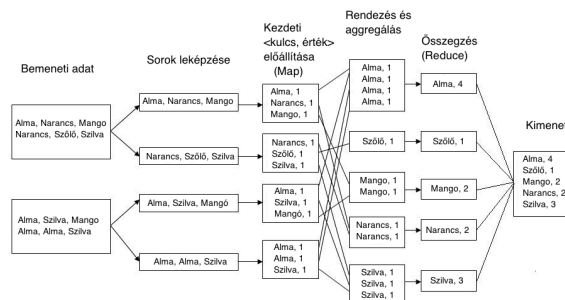 Bemeneti adat
Alma, Narancs, Mango
Narancs, Szőlő, Szilva
Alma, Szilva, Mango
Alma, Alma, Szilva
Sorok leképzése
Alma, Narancs, Mango
Narancs, Szőlő, Szilva
Alma, Szilva, Mangó
Alma, Alma, Szilva
Kezdeti
<kulcs, érték>
előállítása
(Map)
Alma, 1
Narancs, 1
Mango, 1
Narancs, 1
Szőlő, 1
Szilva, 1
Alma, 1
Szilva, 1
Mangó, 1
Alma, 1
Alma, 1
Szilva, 1
Rendezés és
aggregálás
Alma, 1
Alma, 1
Alma, 1
Alma, 1
Szőlő, 1
Mango, 1
Mango, 1
Narancs, 1
Narancs, 1
Szilva, 1
Szilva, 1
Szilva, 1
Ősszegzés
(Reduce)
Alma, 4
Szőlő, 1
Mango, 2
Narancs, 2
Szilva, 3
Kimenet
Alma, 4
Szőlő, 1
Mango, 2
Narancs, 2
Szilva, 3